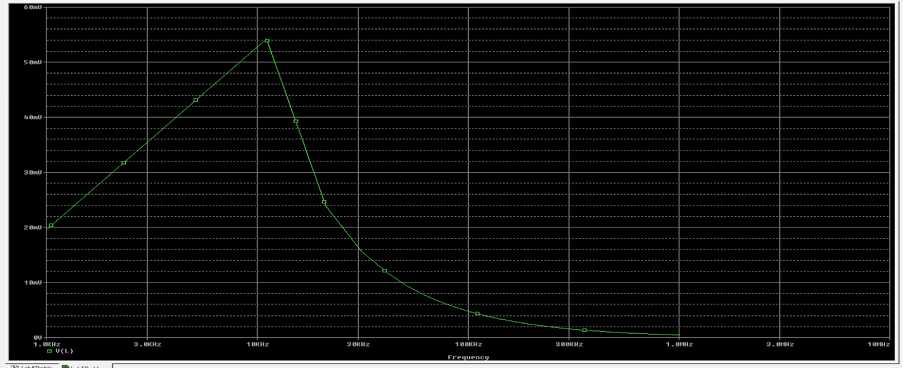 60mV
50mV
40mV
30mV
20mV
10mV
0V
1.0KHz 3.0KHz 10KHz 30KHz 100KHz 300KHz 1.0MHz 3.0MHz 10MHz
V(L)
Frequency